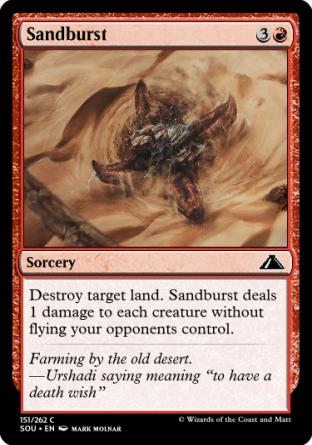 Sandburst 3
Sorcery
Destroy target land. Sandburst deals
1 damage to each creature without
flying your opponents control.
Farming by the old desert.
—Urshadi saying meaning “to have a
death wish”
151/262 C
SOU • EN MARK MOLNAR
© Wizards of the Coast and Matt